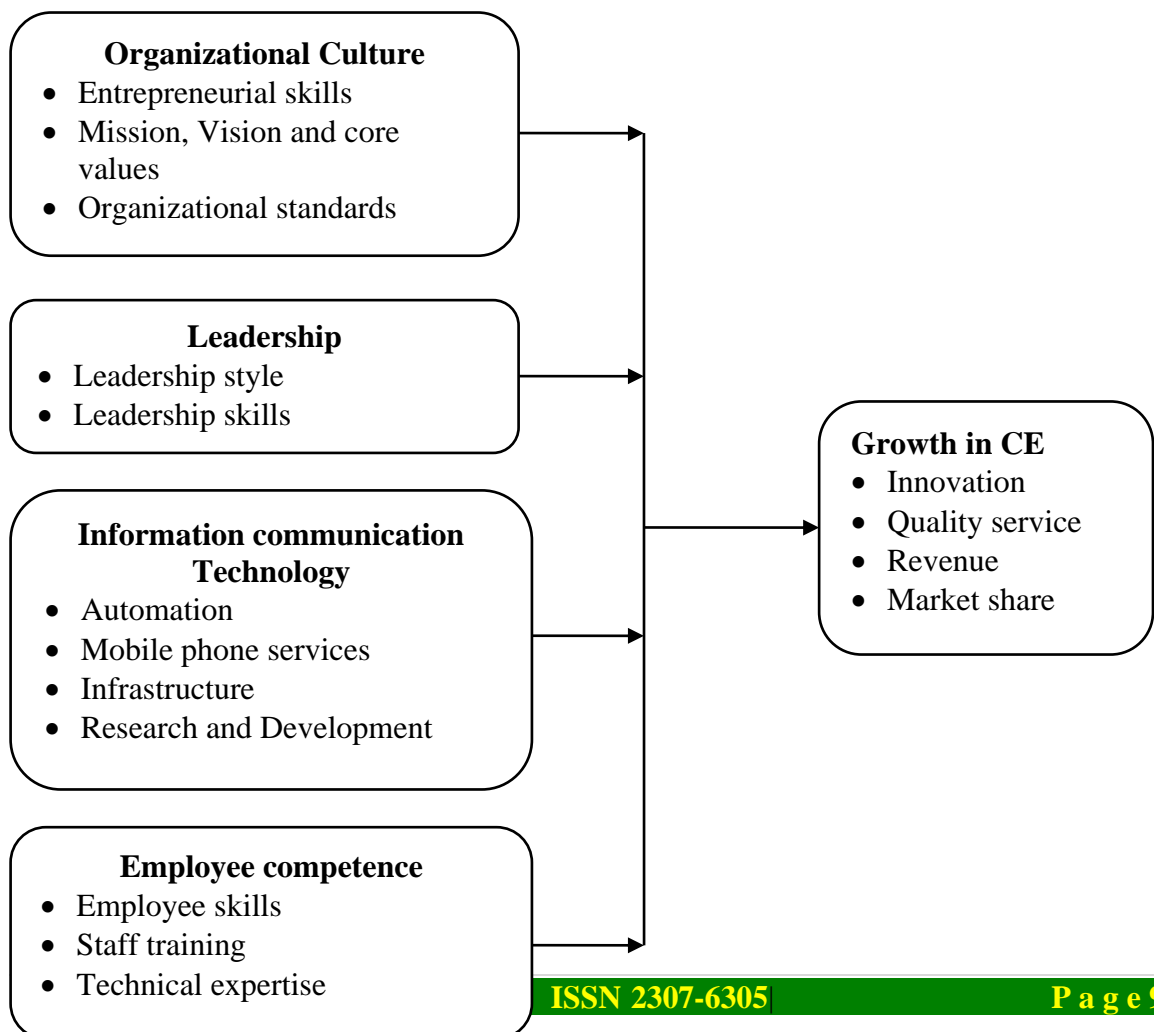 Organizational Culture
• Entrepreneurial skills
• Mission, Vision and core
values
• Organizational standards
Leadership
• Leadership style
• Leadership skills
Information communication
Technology
• Automation
• Mobile phone services
• Infrastructure
• Research and Development
Employee competence
• Employee skills
• Staff training
• Technical expertise
Growth in CE
• Innovation
• Quality service
• Revenue
• Market share
ISSN 2307-6305| P a g e 9